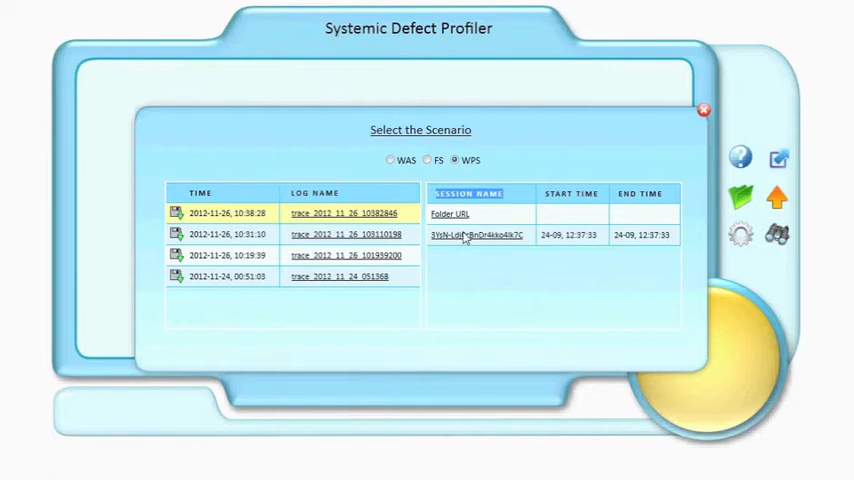 Systemic Defect Profiler
Select the Scenario
WAS FS WPS
TIME LOG NAME SESSION NAME START TIME END TIME
2012-11-26, 10:38:28 trace_2012_11_26_10382846 Folder URL
2012-11-26, 10:31:10 trace_2012_11_26_103110198 24-09, 12:37:33 24-09, 12:37:33
2012-11-26, 10:19:39 trace_2012_11_26_101939200
2012-11-24, 00:51:03 trace_2012_11_24_051368